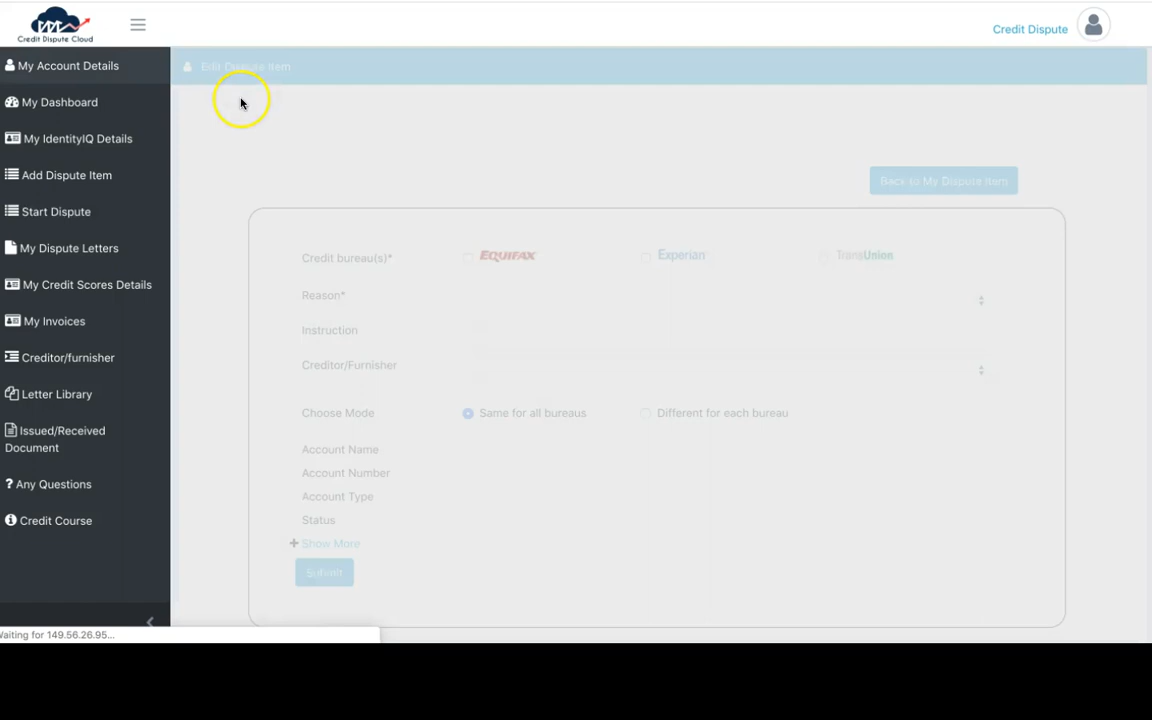 Credit Dispute Cloud
Credit Dispute
My Account Details
My Dashboard
My IdentityIQ Details
Add Dispute Item
Start Dispute
My Dispute Letters
My Credit Scores Details
My Invoices
Creditor/furnisher
Letter Library
Issued/Received
Document
? Any Questions
Credit Course
Edit Dispute Item
Back to My Dispute Item
Credit bureau(s)*
EQUIFAX
Experian
TransUnion
Reason*
Instruction
Creditor/Furnisher
Choose Mode
Same for all bureaus
Different for each bureau
Account Name
Account Number
Account Type
Status
+ Show More
Submit
Waiting for 149.56.26.95...